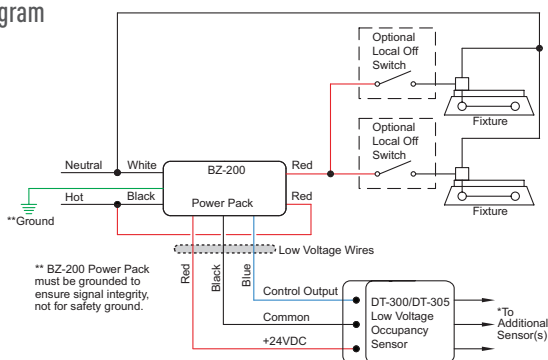 gram
Optional
Local Off
Switch
Fixture
Optional
Local Off
Switch
Fixture
Neutral
White
BZ-200
Red
Hot
Black
Power Pack
Red
**Ground
Low Voltage Wires
** BZ-200 Power Pack
must be grounded to
ensure signal integrity,
not for safety ground.
Red
Black
Blue
Control Output
Common
+24VDC
DT-300/DT-305
Low Voltage
Occupancy
Sensor
*To
Additional
Sensor(s)